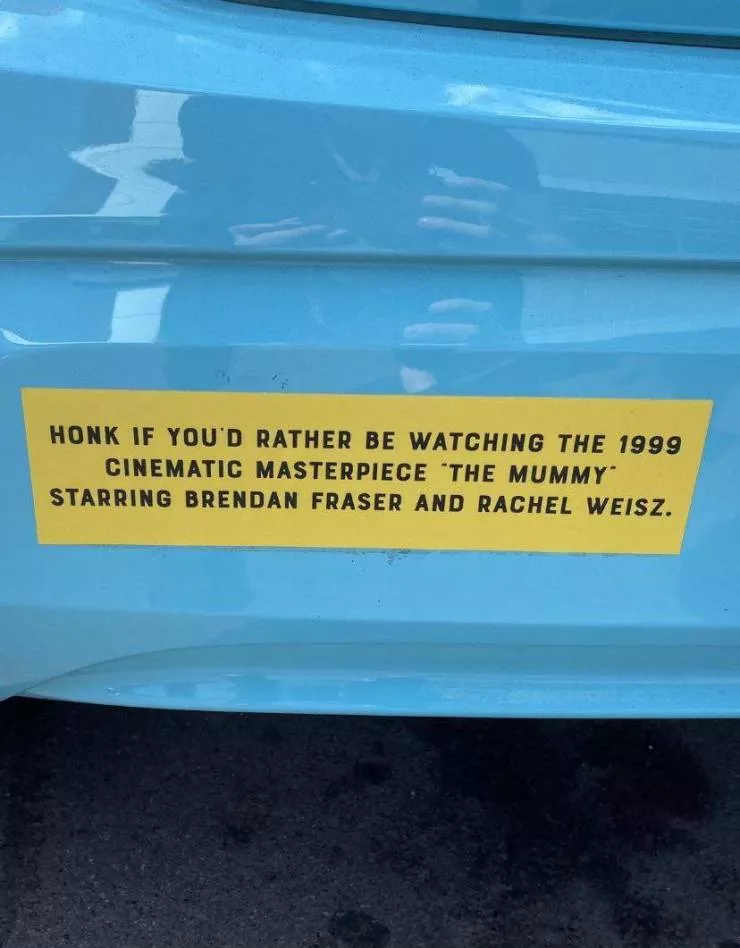 HONK IF YOU'D RATHER BE WATCHING THE 1999
CINEMATIC MASTERPIECE "THE MUMMY"
STARRING BRENDAN FRASER AND RACHEL WEISZ.